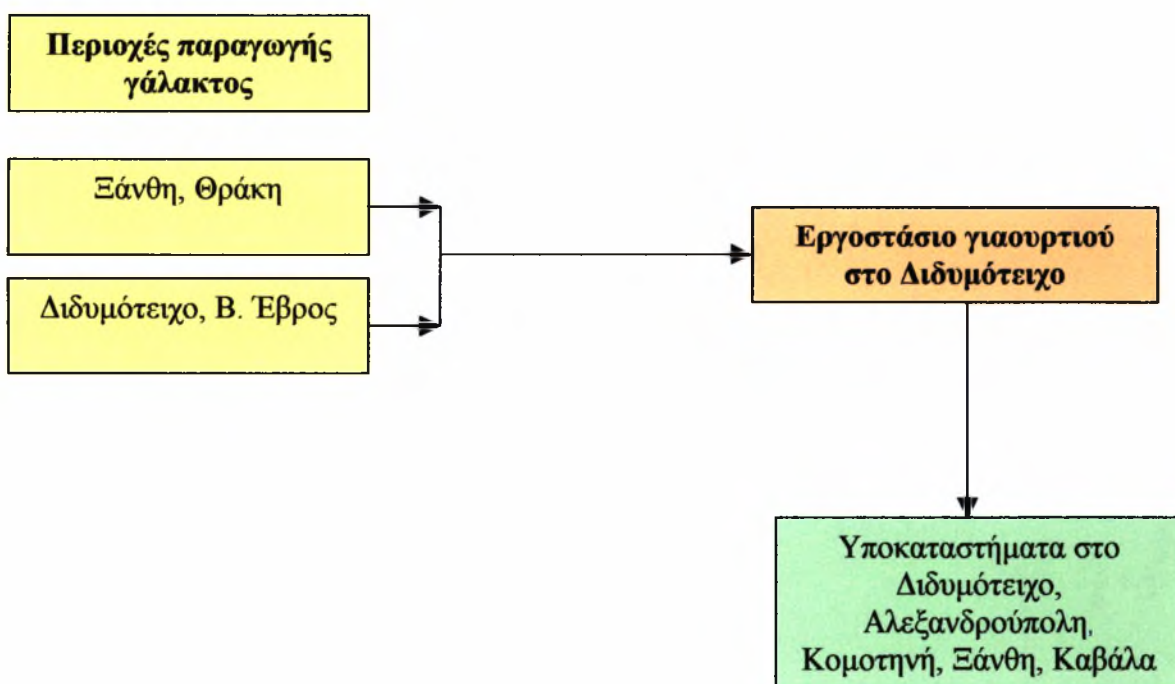 Περιοχές παραγωγής
γάλακτος
Ξάνθη, Θράκη
Διδυμότειχο, Β. Έβρος
Εργοστάσιο γιαουρτιού
στο Διδυμότειχο
Υποκαταστήματα στο
Διδυμότειχο,
Αλεξανδρούπολη,
Κομοτηνή, Ξάνθη, Καβάλα